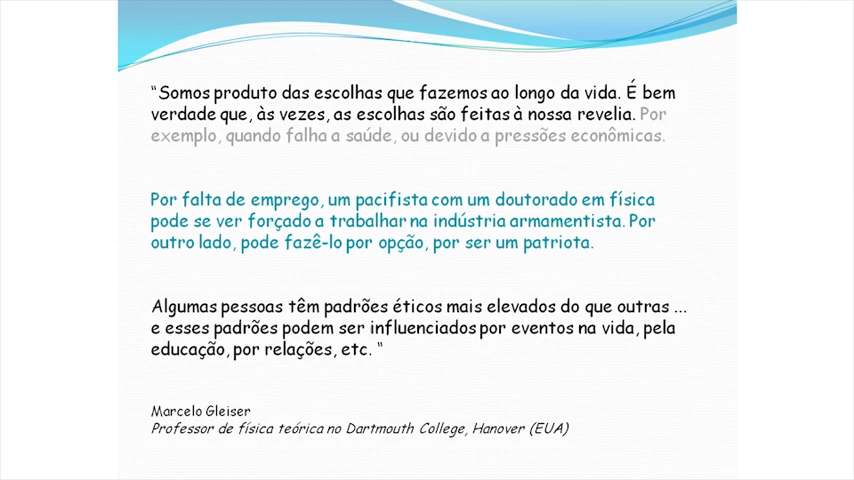 “Somos produto das escolhas que fazemos ao longo da vida. É bem
verdade que, às vezes, as escolhas são feitas à nossa revelia. Por
exemplo, quando falha a saúde, ou devido a pressões econômicas.
Por falta de emprego, um pacifista com um doutorado em física
pode se ver forçado a trabalhar na indústria armamentista. Por
outro lado, pode fazê-lo por opção, por ser um patriota.
Algumas pessoas têm padrões éticos mais elevados do que outras ...
e esses padrões podem ser influenciados por eventos na vida, pela
educação, por relações, etc. “
Marcelo Gleiser
Professor de física teórica no Dartmouth College, Hanover (EUA)